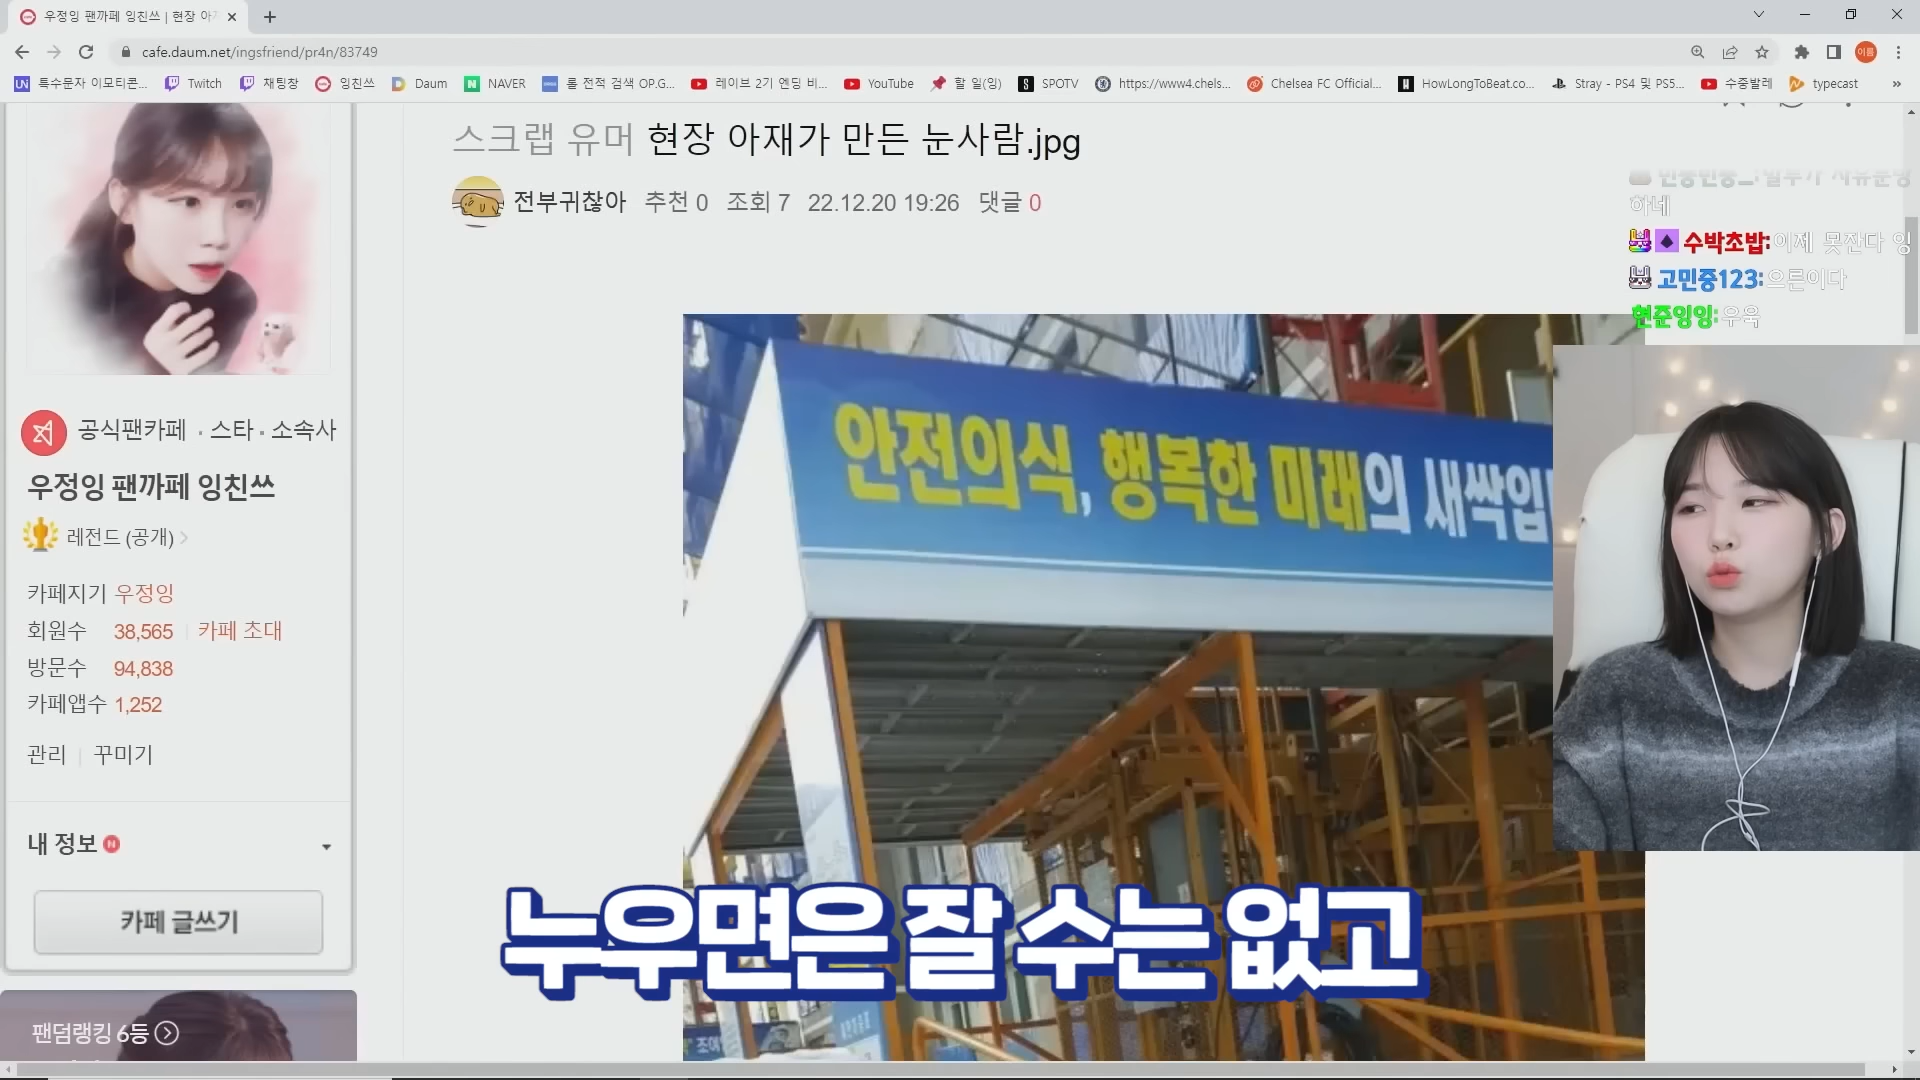 우정잉 팬까페 잉친쓰 | 현장 아
cafe.daum.net/ingsfriend/pr4n/83749
이름
특수문자 이모티콘...
Twitch
채팅창
잉친쓰
Daum
NAVER
롤 전적 검색 OP.G...
레이브 2기 엔딩 비...
YouTube
할 일(잉)
SPOTV
https://www4.chels...
Chelsea FC Official...
HowLongToBeat.co...
Stray - PS4 및 PS5...
수중발레
typecast
스크랩 유머 현장 아재가 만든 눈사람.jpg
전부귀찮아 추천 0 조회 7 22.12.20 19:26 댓글 0
하네
수박초밥: 이제 못잔다 잉
고민중123: 으른이다
현준잉잉: 우욱
안전의식, 행복한 미래의 새싹입
공식팬카페 · 스타 · 소속사
우정잉 팬까페 잉친쓰
레전드 (공개)
카페지기 우정잉
회원수 38,565 카페 초대
방문수 94,838
카페앱수 1,252
관리 | 꾸미기
내 정보 N
카페 글쓰기
팬덤랭킹 6등
누우면은 잘 수는 없고